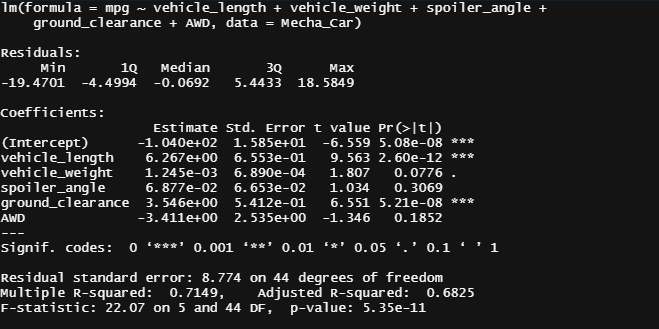 lm(formula = mpg ~ vehicle_length + vehicle_weight + spoiler_angle +
    ground_clearance + AWD, data = Mecha_Car)
Residuals:
     Min       1Q   Median       3Q      Max
-19.4701  -4.4994  -0.0692   5.4433  18.5849
Coefficients:
                   Estimate Std. Error t value Pr(>|t|)
(Intercept)      -1.040e+02  1.585e+01  -6.559 5.08e-08 ***
vehicle_length    6.267e+00  6.553e-01   9.563 2.60e-12 ***
vehicle_weight    1.245e-03  6.890e-04   1.807   0.0776 .
spoiler_angle     6.877e-02  6.653e-02   1.034   0.3069
ground_clearance  3.546e+00  5.412e-01   6.551 5.21e-08 ***
AWD              -3.411e+00  2.535e+00  -1.346   0.1852
---
Signif. codes:  0 ‘***’ 0.001 ‘**’ 0.01 ‘*’ 0.05 ‘.’ 0.1 ‘ ’ 1
Residual standard error: 8.774 on 44 degrees of freedom
Multiple R-squared:  0.7149,    Adjusted R-squared:  0.6825
F-statistic: 22.07 on 5 and 44 DF,  p-value: 5.35e-11